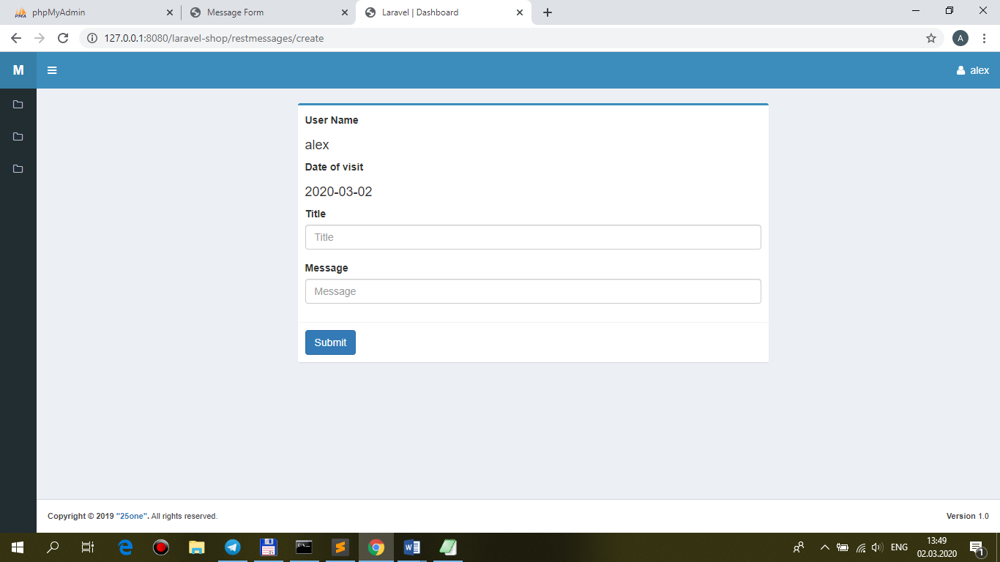 phpMyAdmin
Message Form
Laravel | Dashboard
127.0.0.1:8080/laravel-shop/restmessages/create
A
M
alex
User Name
alex
Date of visit
2020-03-02
Title
Title
Message
Message
Submit
Copyright © 2019 "25one". All rights reserved.
Version 1.0
ENG
13:49
02.03.2020
1